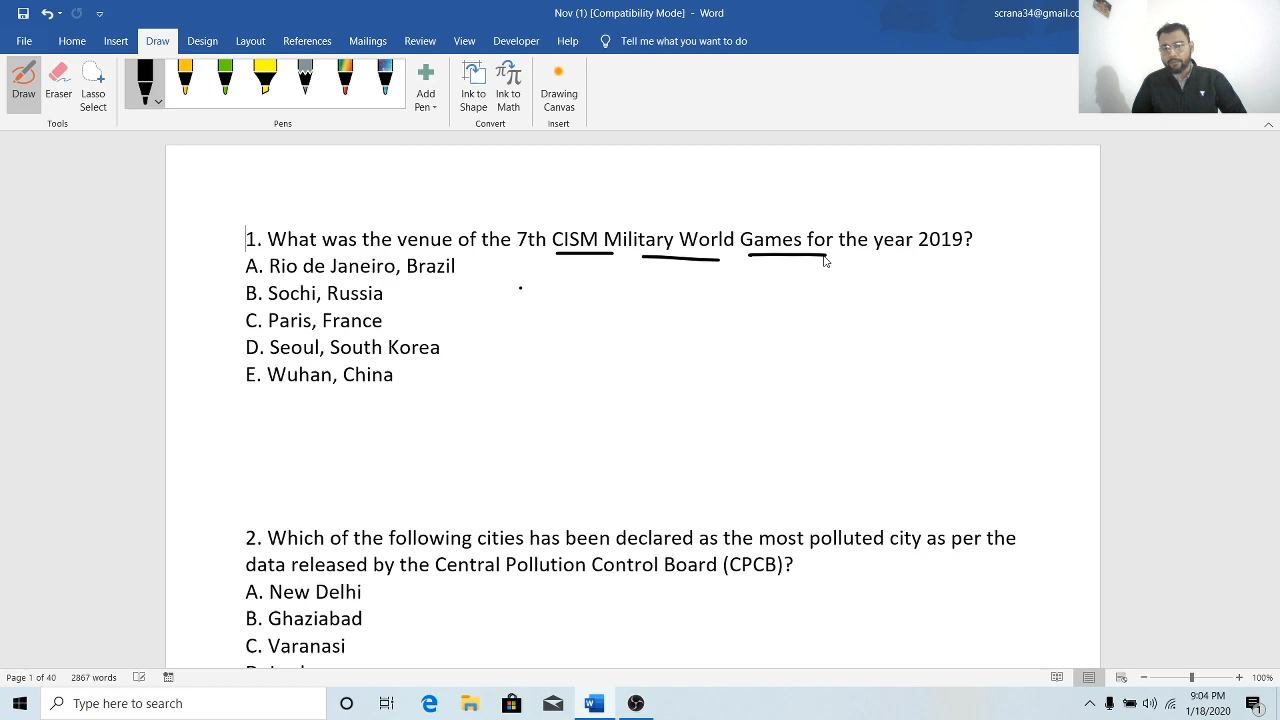 Nov (1) [Compatibility Mode] - Word
scrana34@gmail.co
File Home Insert Draw Design Layout References Mailings Review View Developer Help Tell me what you want to do
Draw Eraser Lasso Select Add Pen Ink to Shape Ink to Math Drawing Canvas
Tools Pens Convert Insert
1. What was the venue of the 7th CISM Military World Games for the year 2019?
A. Rio de Janeiro, Brazil
B. Sochi, Russia
C. Paris, France
D. Seoul, South Korea
E. Wuhan, China
2. Which of the following cities has been declared as the most polluted city as per the
data released by the Central Pollution Control Board (CPCB)?
A. New Delhi
B. Ghaziabad
C. Varanasi
Page 1 of 40 2867 words 100%
Type here to search
9:04 PM
1/18/2020